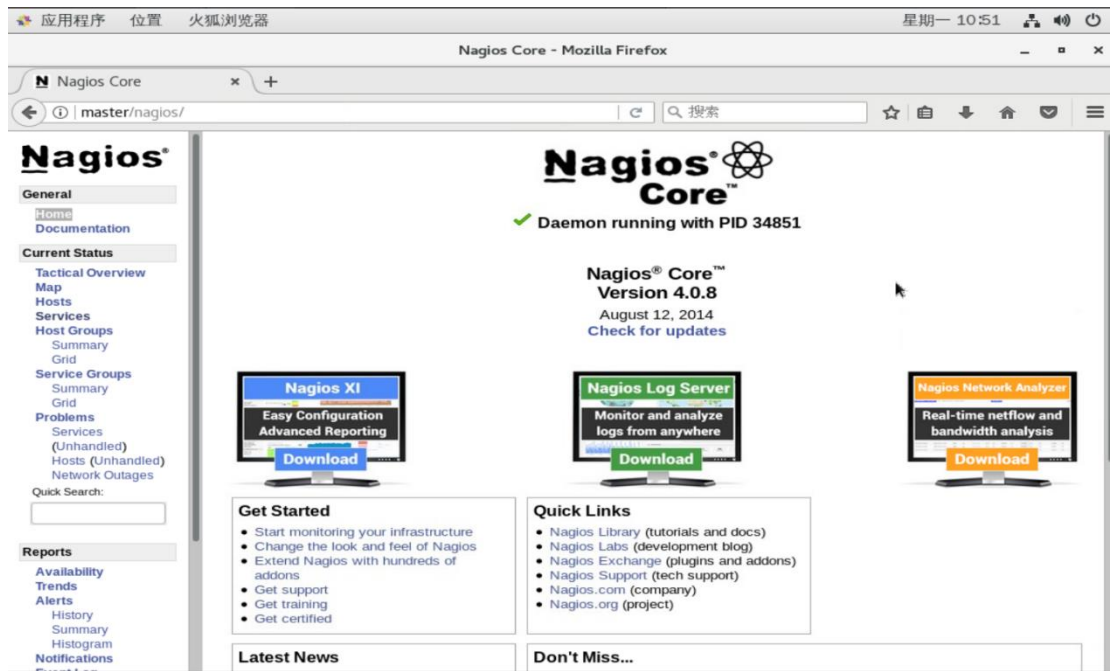 应用程序 位置 火狐浏览器 星期一 10:51
Nagios Core - Mozilla Firefox
Nagios Core
master/nagios/ 搜索
Nagios®
General
Home
Documentation
Current Status
Tactical Overview
Map
Hosts
Services
Host Groups
Summary
Grid
Service Groups
Summary
Grid
Problems
Services
(Unhandled)
Hosts (Unhandled)
Network Outages
Quick Search:
Reports
Availability
Trends
Alerts
History
Summary
Histogram
Notifications
Event Log
Nagios®
Core™
Daemon running with PID 34851
Nagios® Core™
Version 4.0.8
August 12, 2014
Check for updates
Nagios XI
Easy Configuration
Advanced Reporting
Download
Nagios Log Server
Monitor and analyze
logs from anywhere
Download
Nagios Network Analyzer
Real-time netflow and
bandwidth analysis
Download
Get Started
• Start monitoring your infrastructure
• Change the look and feel of Nagios
• Extend Nagios with hundreds of
addons
• Get support
• Get training
• Get certified
Quick Links
• Nagios Library (tutorials and docs)
• Nagios Labs (development blog)
• Nagios Exchange (plugins and addons)
• Nagios Support (tech support)
• Nagios.com (company)
• Nagios.org (project)
Latest News
Don't Miss...